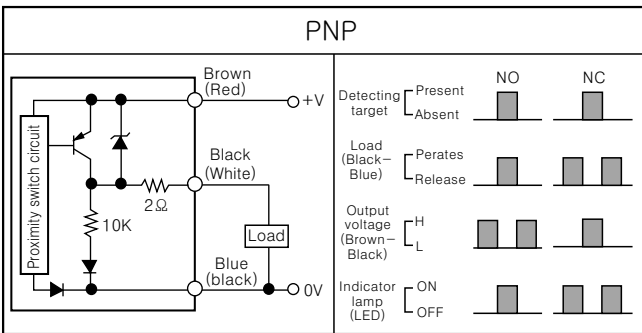 PNP
Brown
(Red)
+V
Proximity switch circuit
Black
(White)
2Ω
10K
Load
Blue
(black)
0V
NO NC
Detecting
target
Present
Absent
Load
(Black-
Blue)
Perates
Release
Output
voltage
(Brown-
Black)
H
L
Indicator
lamp
(LED)
ON
OFF